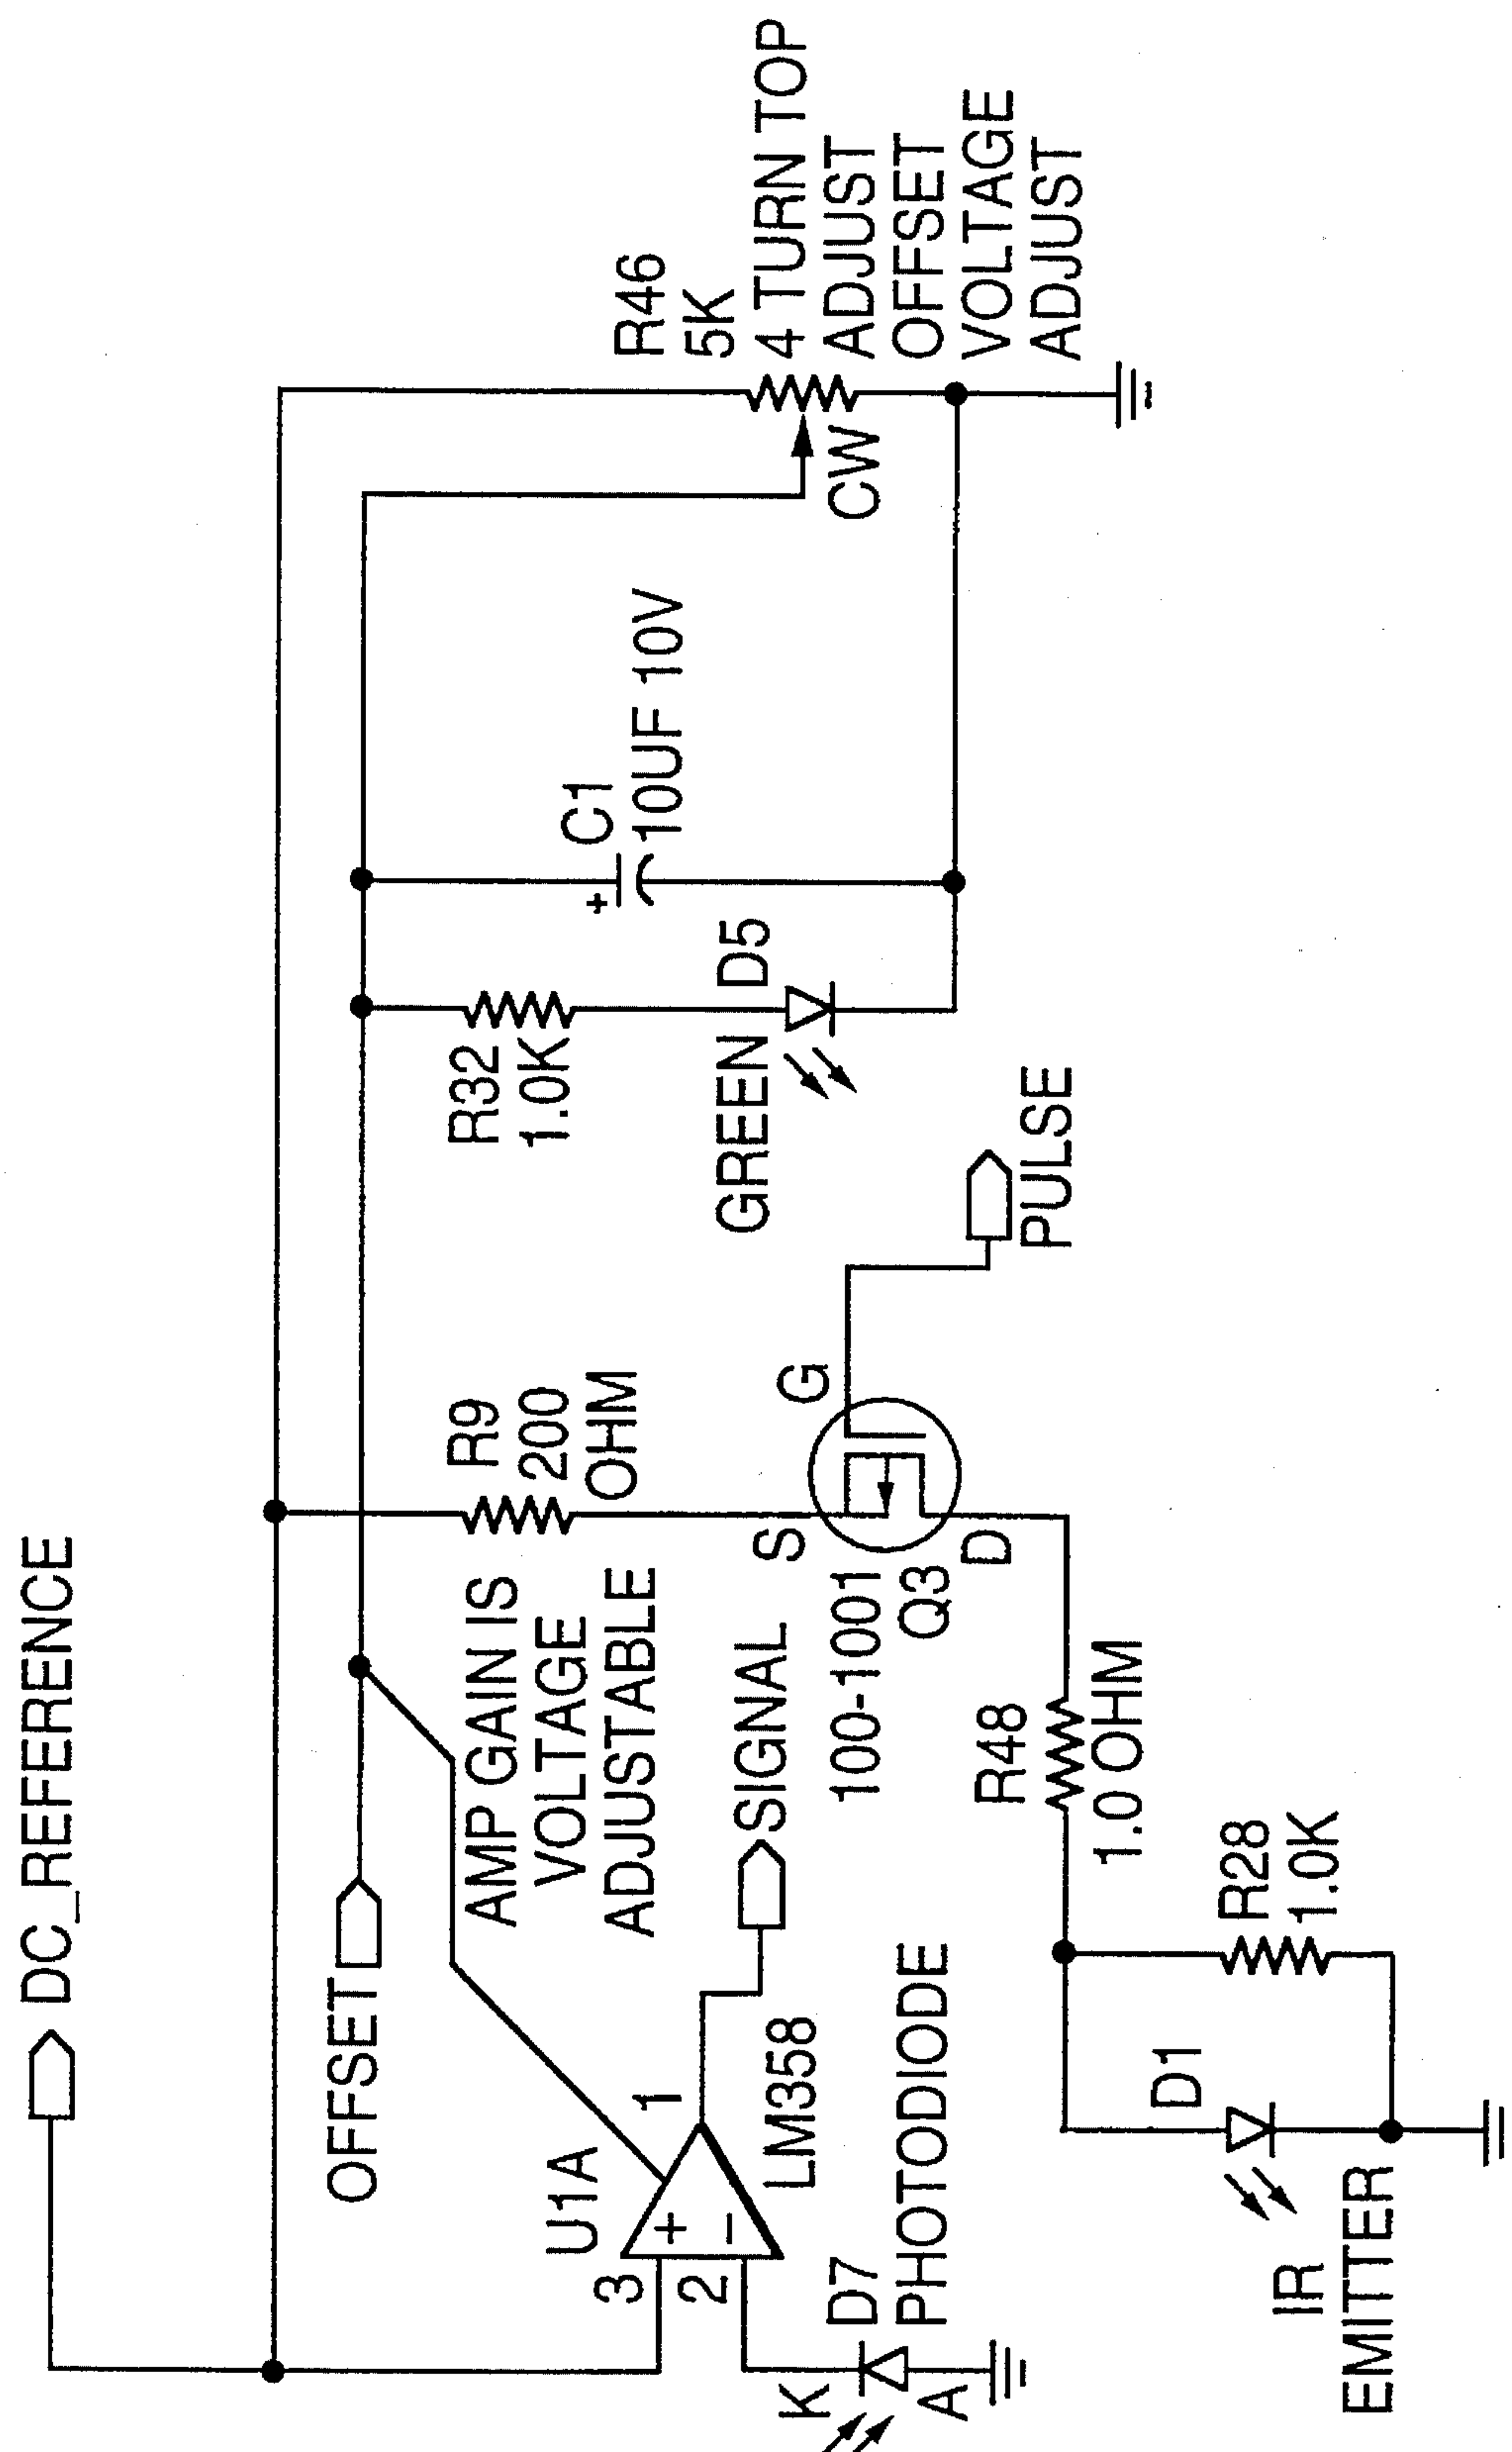 DC_REFERENCE
OFFSET
U1A
3
2
+
–
1
LM358
SIGNAL
AMP GAIN IS
VOLTAGE
ADJUSTABLE
R9
200
OHM
S
G
D
100-1001
Q3
PULSE
R48
1.0 OHM
R28
1.0K
D1
IR
EMITTER
K
A
D7
PHOTODIODE
R32
1.0K
GREEN D5
C1
+
10UF 10V
CW
R46
5K
4 TURN TOP
ADJUST
OFFSET
VOLTAGE
ADJUST